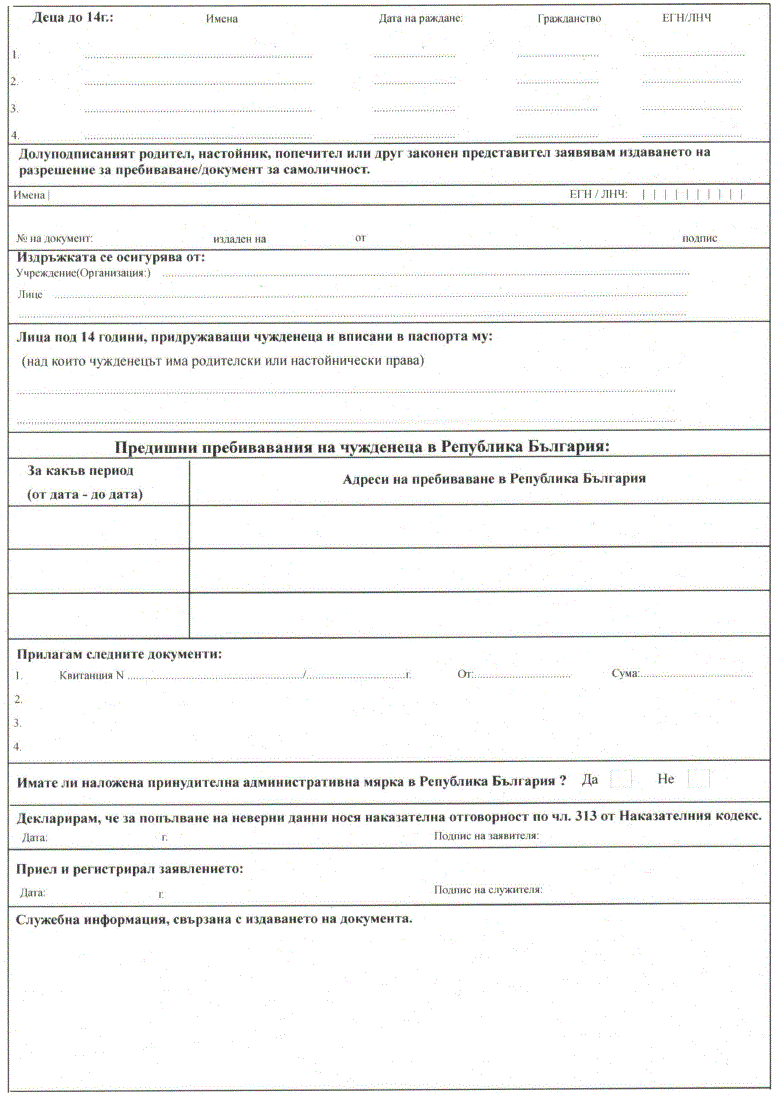 Деца до 14г.: Имена Дата на раждане: Гражданство ЕГН/ЛНЧ
1. ........................................................................ ........................... ........................... ...........................
2. ........................................................................ ........................... ........................... ...........................
3. ........................................................................ ........................... ........................... ...........................
4. ........................................................................ ........................... ........................... ...........................
Долуподписаният родител, настойник, попечител или друг законен представител заявявам издаването на
разрешение за пребиваване/документ за самоличност.
Имена| ЕГН / ЛНЧ: | | | | | | | | | |
№ на документ: издаден на от подпис
Издръжката се осигурява от:
Учреждение(Организация:) ........................................................................
Лице ........................................................................
........................................................................
Лица под 14 години, придружаващи чужденеца и вписани в паспорта му:
(над които чужденецът има родителски или настойнически права)
........................................................................
........................................................................
Предишни пребивавания на чужденеца в Република България:
За какъв период
(от дата - до дата)
Адреси на пребиваване в Република България
Прилагам следните документи:
1. Квитанция N ................................................/..............................г. От:............................ Сума:................................
2.
3.
4.
Имате ли наложена принудителна административна мярка в Република България ? Да Не
Декларирам, че за попълване на неверни данни нося наказателна отговорност по чл. 313 от Наказателния кодекс.
Дата: г. Подпис на заявителя:
Приел и регистрирал заявлението:
Дата: г. Подпис на служителя:
Служебна информация, свързана с издаването на документа.